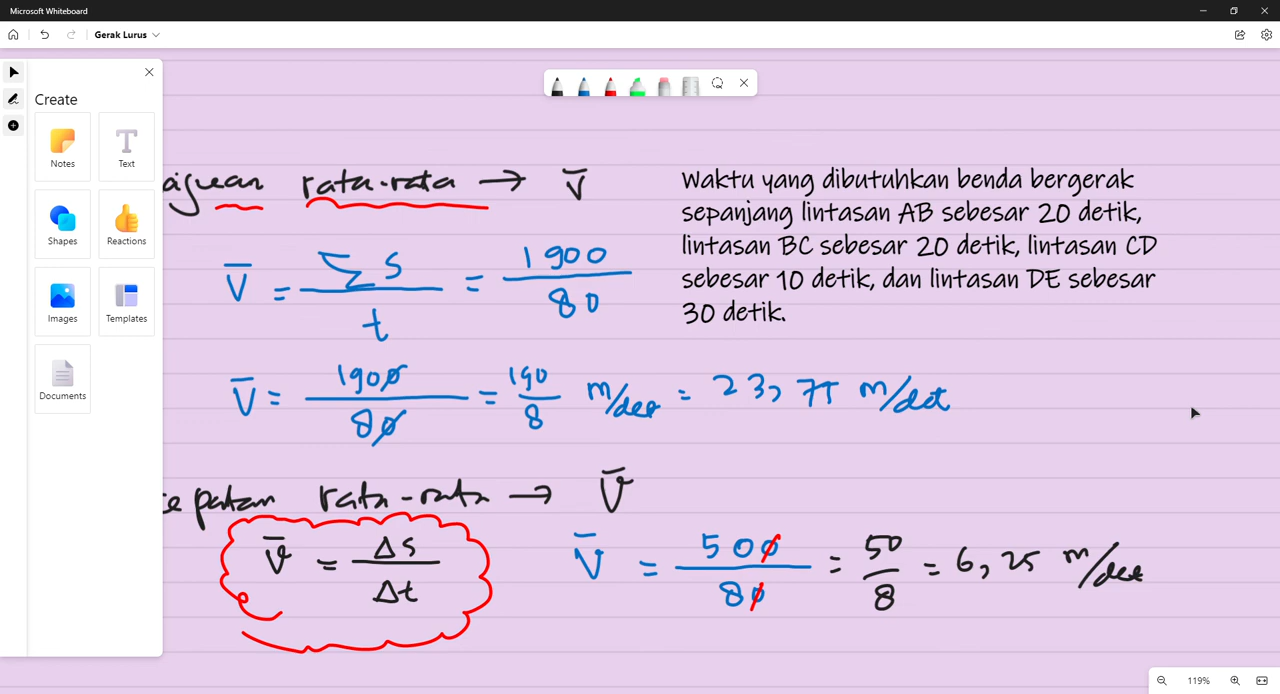 Microsoft Whiteboard
Gerak Lurus
Create
Notes
Text
Shapes
Reactions
Images
Templates
Documents
ajuan rata-rata → v̄
v̄ = Σs / t = 1900 / 80
v̄ = 1900 / 80 = 190 / 8 m/det = 23,75 m/det
Waktu yang dibutuhkan benda bergerak
sepanjang lintasan AB sebesar 20 detik,
lintasan BC sebesar 20 detik, lintasan CD
sebesar 10 detik, dan lintasan DE sebesar
30 detik.
epatan rata-rata → v̄
v̄ = Δs / Δt
v̄ = 500 / 80 = 50 / 8 = 6,25 m/det
119%